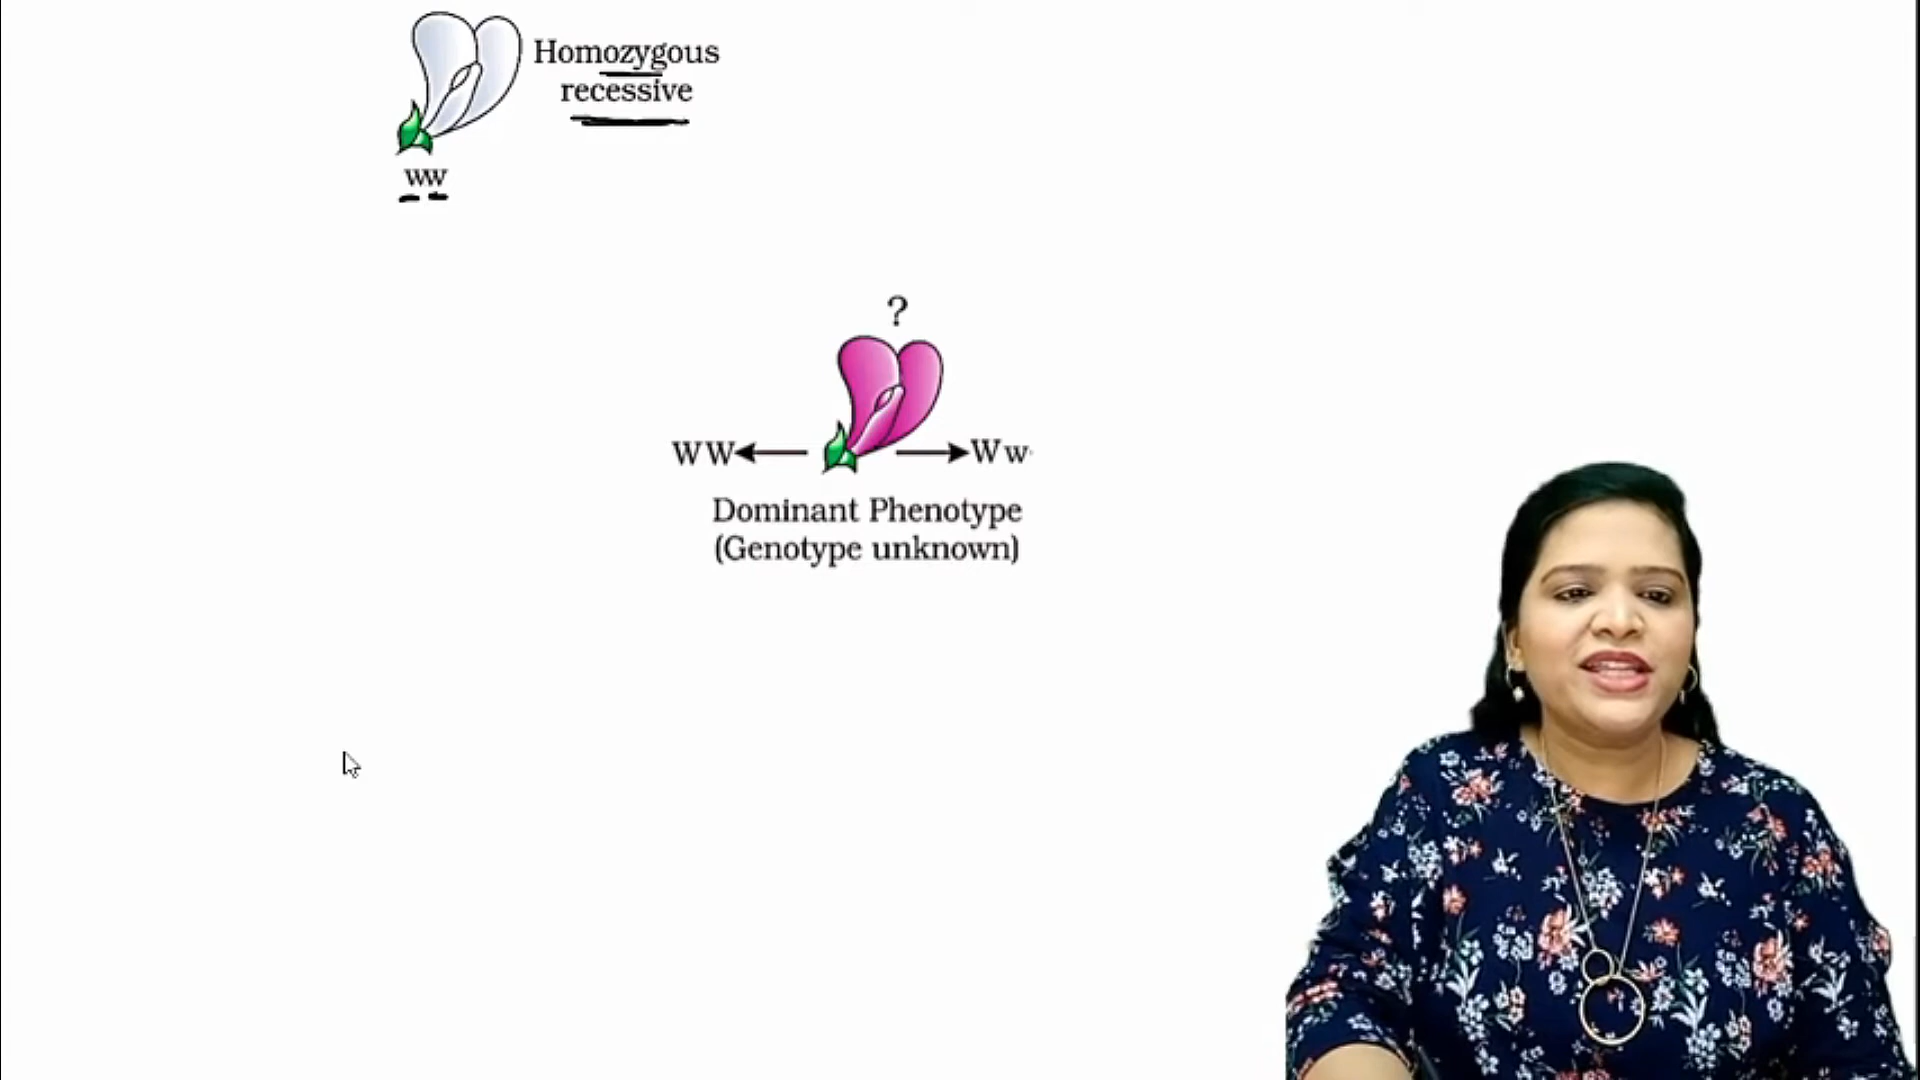 Homozygous
recessive
ww
?
WW
Ww
Dominant Phenotype
(Genotype unknown)